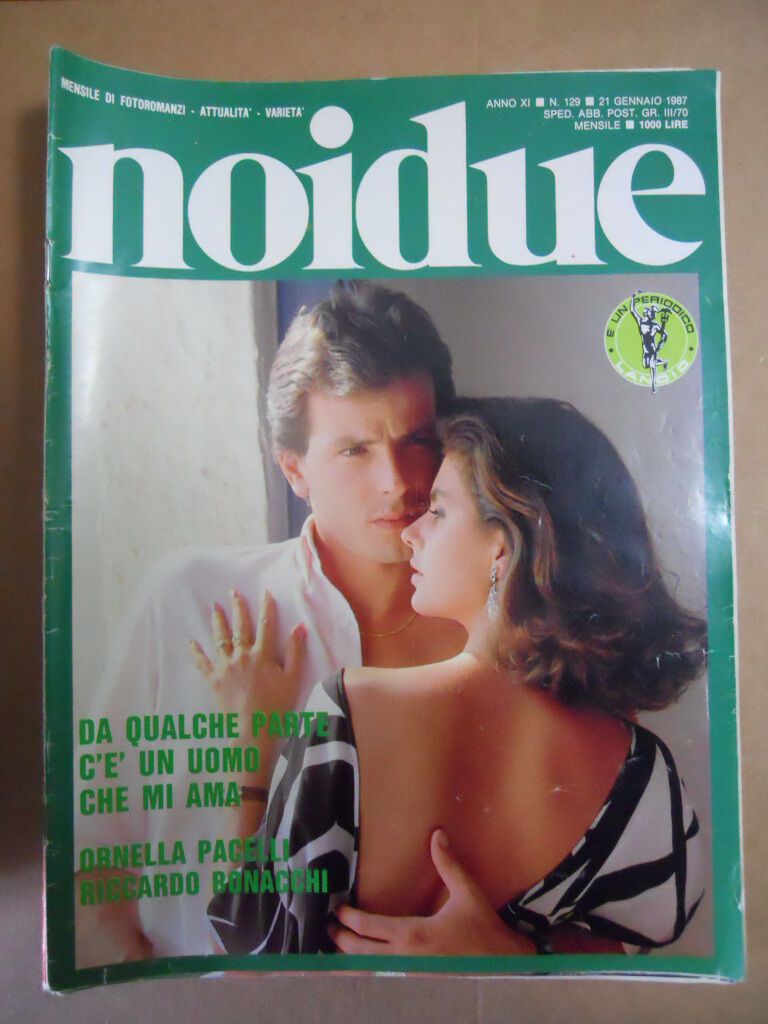 MENSILE DI FOTOROMANZI - ATTUALITA' - VARIETA'
ANNO XI ■ N. 129 ■ 21 GENNAIO 1987
SPED. ABB. POST. GR. III/70
MENSILE ■ 1000 LIRE
noidue
E UN PERIODICO
LANCIO
DA QUALCHE PARTE
C'E' UN UOMO
CHE MI AMA
ORNELLA PACELLI
RICCARDO BONACCHI